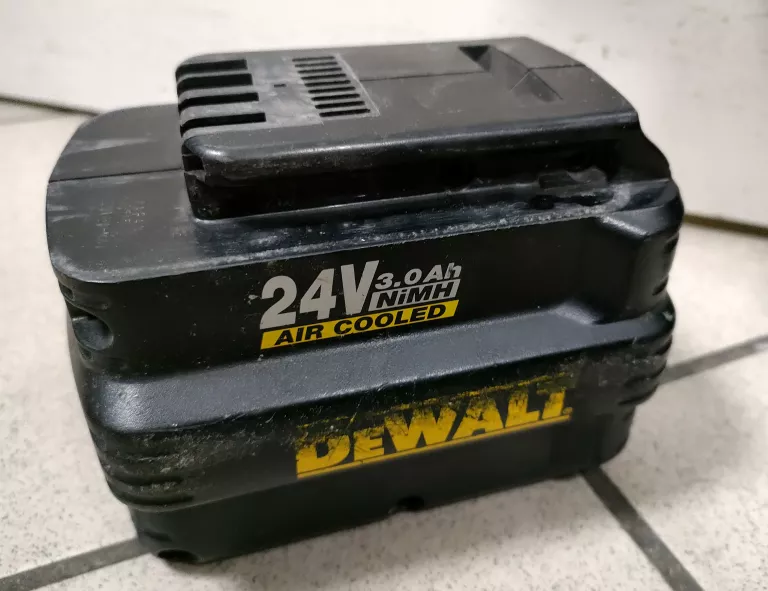 24V 3.0Ah
NiMH
AIR COOLED
DEWALT